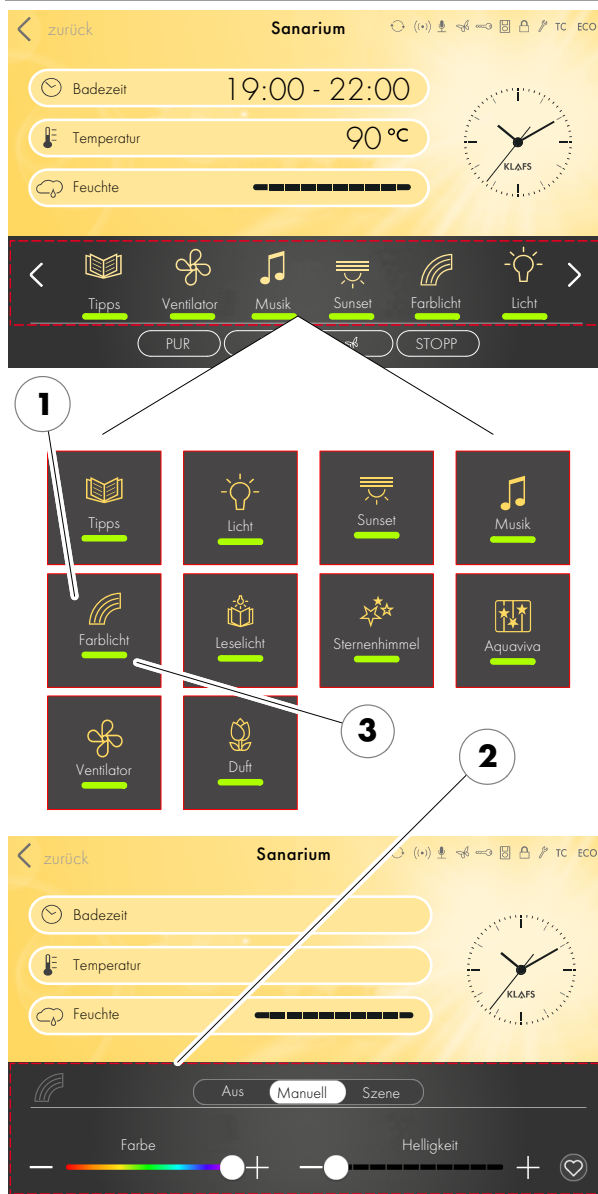 zurück Sanarium TC ECO
Badezeit 19:00 - 22:00
Temperatur 90 °C
Feuchte
KLAFS
Tipps Ventilator Musik Sunset Farblicht Licht
PUR STOPP
1
Tipps Licht Sunset Musik
Farblicht Leselicht Sternenhimmel Aquaviva
3
2
Ventilator Duft
zurück Sanarium TC ECO
Badezeit
Temperatur
Feuchte
KLAFS
Aus Manuell Szene
Farbe Helligkeit